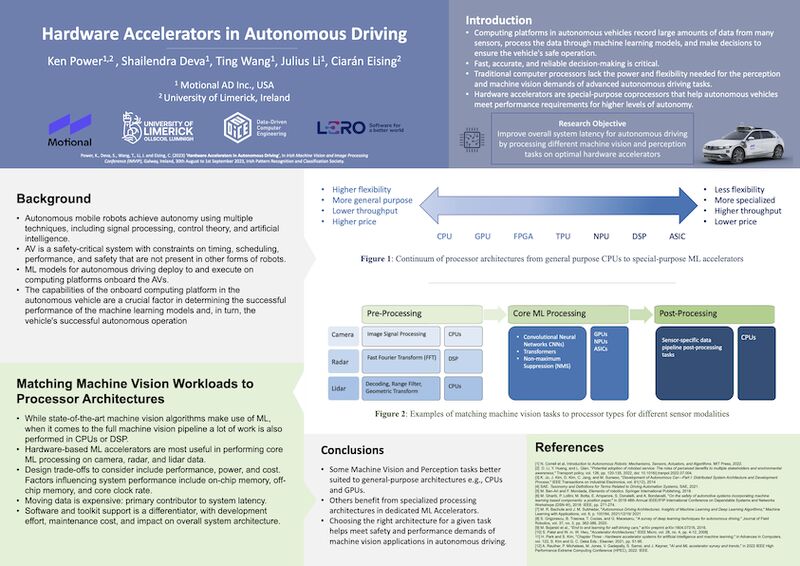 Hardware Accelerators in Autonomous Driving
Ken Power1,2 , Shailendra Deva1, Ting Wang1, Julius Li1, Ciarán Eising2
1 Motional AD Inc., USA
2 University of Limerick, Ireland
Motional
UNIVERSITY OF
LIMERICK
OLLSCOIL LUIMNIGH
Data-Driven
Computer
Engineering
LERO
Software for
a better world
Power, K., Deva, S., Wang, T., Li, J. and Eising, C. (2023) 'Hardware Accelerators in Autonomous Driving', in Irish Machine Vision and Image Processing
Conference (IMVIP), Galway, Ireland, 30th August to 1st September 2023, Irish Pattern Recognition and Classification Society.
Introduction
• Computing platforms in autonomous vehicles record large amounts of data from many
sensors, process the data through machine learning models, and make decisions to
ensure the vehicle's safe operation.
• Fast, accurate, and reliable decision-making is critical.
• Traditional computer processors lack the power and flexibility needed for the perception
and machine vision demands of advanced autonomous driving tasks.
• Hardware accelerators are special-purpose coprocessors that help autonomous vehicles
meet performance requirements for higher levels of autonomy.
Research Objective
Improve overall system latency for autonomous driving
by processing different machine vision and perception
tasks on optimal hardware accelerators
Background
• Autonomous mobile robots achieve autonomy using multiple
techniques, including signal processing, control theory, and artificial
intelligence.
• AV is a safety-critical system with constraints on timing, scheduling,
performance, and safety that are not present in other forms of robots.
• ML models for autonomous driving deploy to and execute on
computing platforms onboard the AVs.
• The capabilities of the onboard computing platform in the
autonomous vehicle are a crucial factor in determining the successful
performance of the machine learning models and, in turn, the
vehicle's successful autonomous operation
• Higher flexibility
• More general purpose
• Lower throughput
• Higher price
• Less flexibility
• More specialized
• Higher throughput
• Lower price
CPU GPU FPGA TPU NPU DSP ASIC
Figure 1: Continuum of processor architectures from general purpose CPUs to special-purpose ML accelerators
Pre-Processing Core ML Processing Post-Processing
Camera Image Signal Processing CPUs
Radar Fast Fourier Transform (FFT) DSP
Lidar Decoding, Range Filter,
Geometric Transform CPUs
• Convolutional Neural
Networks CNNs)
• Transformers
• Non-maximum
Suppression (NMS)
GPUs
NPUs
ASICs
Sensor-specific data
pipeline post-processing
tasks
CPUs
Figure 2: Examples of matching machine vision tasks to processor types for different sensor modalities
Matching Machine Vision Workloads to
Processor Architectures
• While state-of-the-art machine vision algorithms make use of ML,
when it comes to the full machine vision pipeline a lot of work is also
performed in CPUs or DSP.
• Hardware-based ML accelerators are most useful in performing core
ML processing on camera, radar, and lidar data.
• Design trade-offs to consider include performance, power, and cost.
Factors influencing system performance include on-chip memory, off-
chip memory, and core clock rate.
• Moving data is expensive: primary contributor to system latency.
• Software and toolkit support is a differentiator, with development
effort, maintenance cost, and impact on overall system architecture.
Conclusions
• Some Machine Vision and Perception tasks better
suited to general-purpose architectures e.g., CPUs
and GPUs.
• Others benefit from specialized processing
architectures in dedicated ML Accelerators.
• Choosing the right architecture for a given task
helps meet safety and performance demands of
machine vision applications in autonomous driving.
References